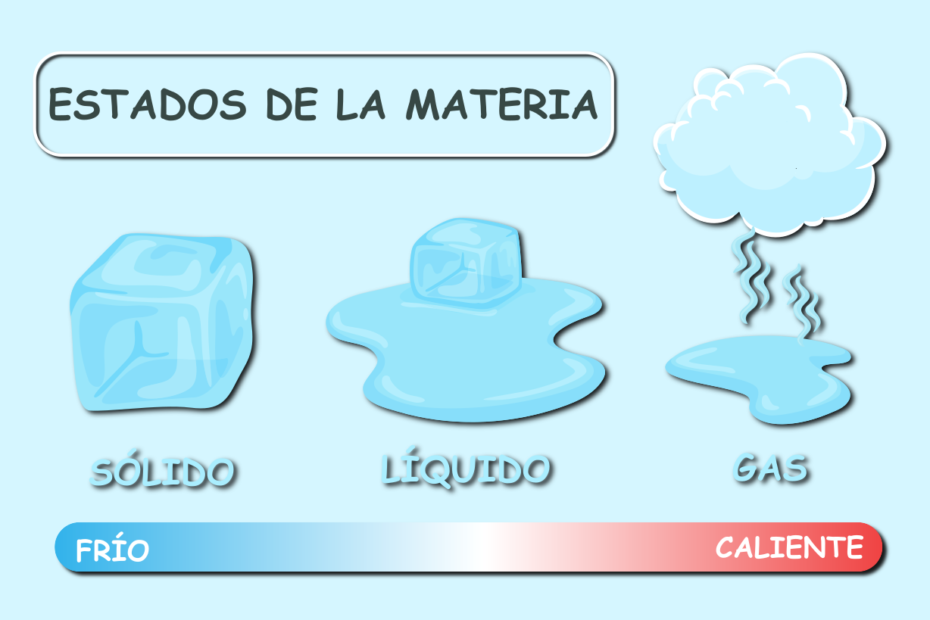 ESTADOS DE LA MATERIA
SÓLIDO
LÍQUIDO
GAS
FRÍO
CALIENTE